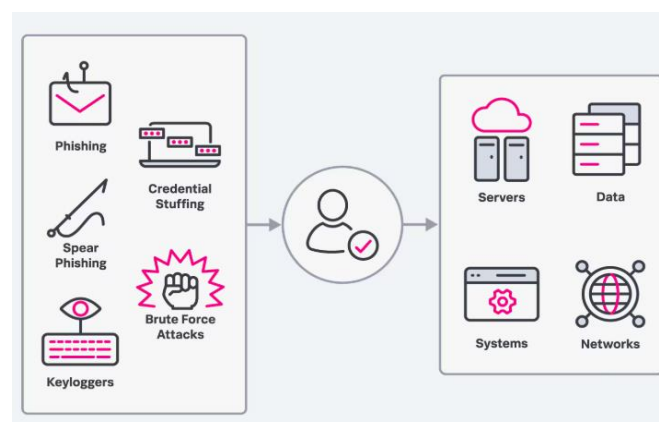 Phishing
Credential
Stuffing
Spear
Phishing
Brute Force
Attacks
Keyloggers
Servers
Data
Systems
Networks